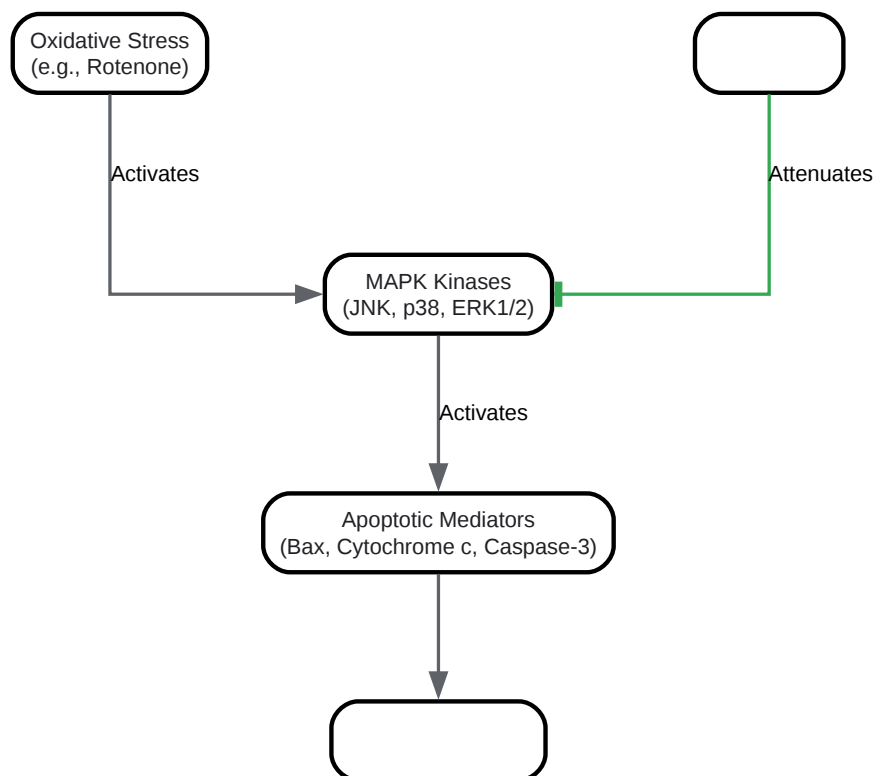 Oxidative Stress
(e.g., Rotenone)
Activates
Attenuates
MAPK Kinases
(JNK, p38, ERK1/2)
Activates
Apoptotic Mediators
(Bax, Cytochrome c, Caspase-3)